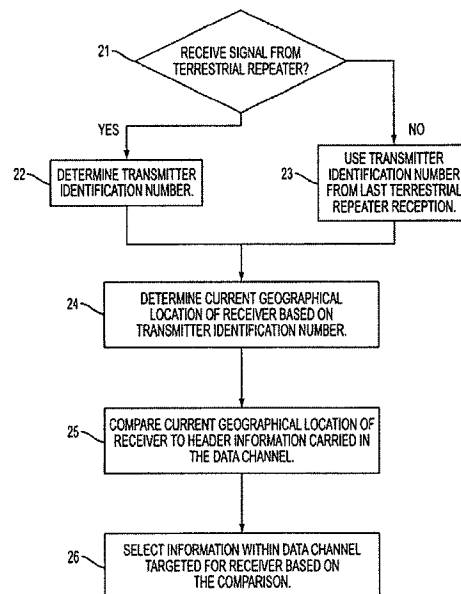 21
RECEIVE SIGNAL FROM
TERRESTRIAL REPEATER?
YES
NO
22
DETERMINE TRANSMITTER
IDENTIFICATION NUMBER.
23
USE TRANSMITTER
IDENTIFICATION NUMBER
FROM LAST TERRESTRIAL
REPEATER RECEPTION.
24
DETERMINE CURRENT GEOGRAPHICAL
LOCATION OF RECEIVER BASED ON
TRANSMITTER IDENTIFICATION NUMBER.
25
COMPARE CURRENT GEOGRAPHICAL LOCATION OF
RECEIVER TO HEADER INFORMATION CARRIED IN
THE DATA CHANNEL.
26
SELECT INFORMATION WITHIN DATA CHANNEL
TARGETED FOR RECEIVER BASED ON
THE COMPARISON.